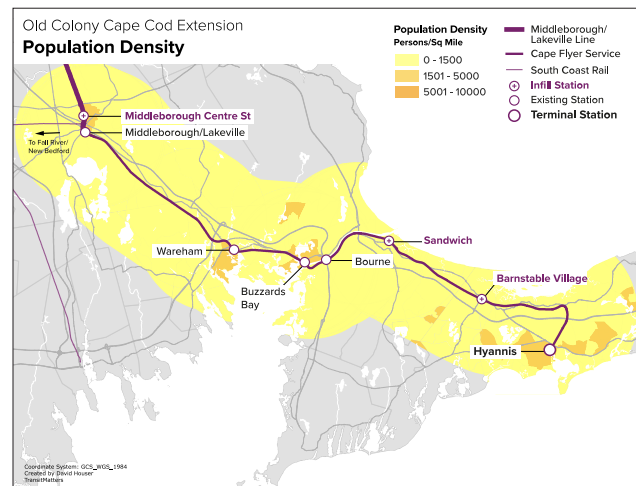 Old Colony Cape Cod Extension
Population Density
Population Density
Persons/Sq Mile
0 - 1500
1501 - 5000
5001 - 10000
Middleborough/
Lakeville Line
Cape Flyer Service
South Coast Rail
Infill Station
Existing Station
Terminal Station
Middleborough Centre St
Middleborough/Lakeville
To Fall River/
New Bedford
Wareham
Buzzards
Bay
Bourne
Sandwich
Barnstable Village
Hyannis
Coordinate System: GCS_WGS_1984
Created by David Houser
TransitMatters